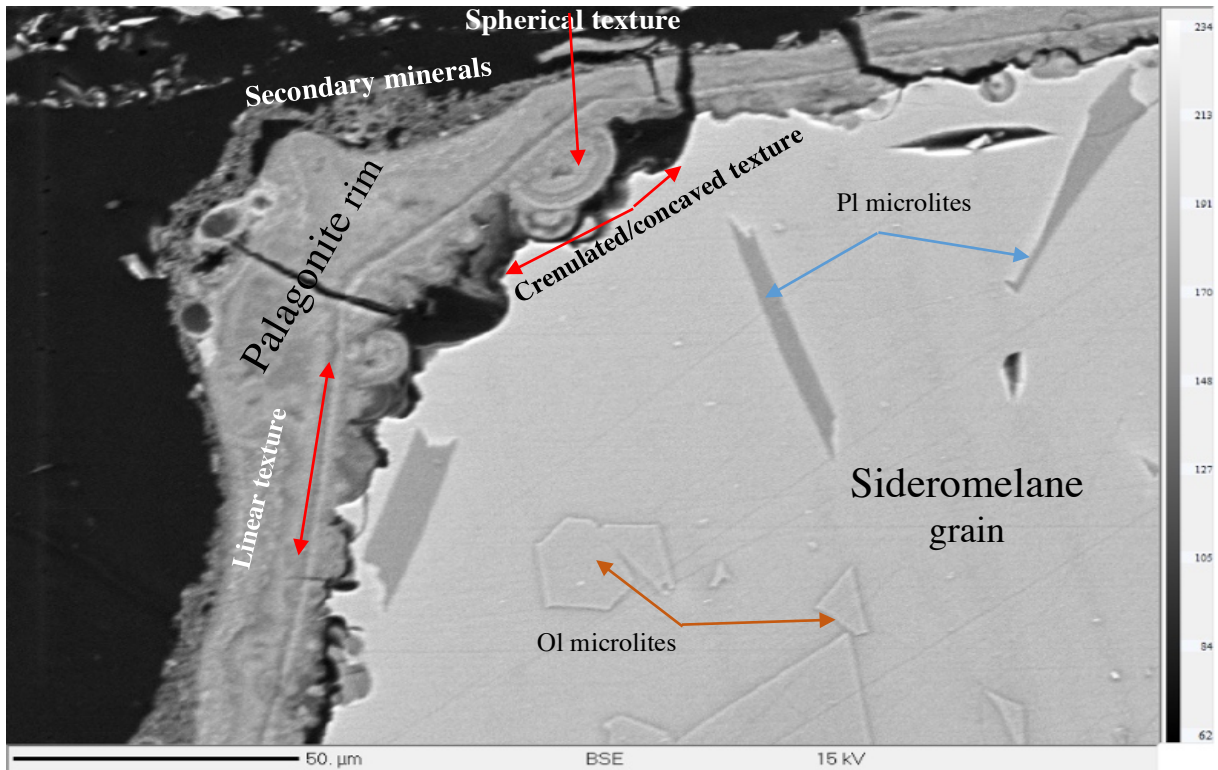 Spherical texture
Secondary minerals
Palagonite rim
Crenulated/concaved texture
Pl microlites
Linear texture
Sideromelane
grain
Ol microlites
234
213
191
170
148
127
105
84
62
50. µm BSE 15 kV